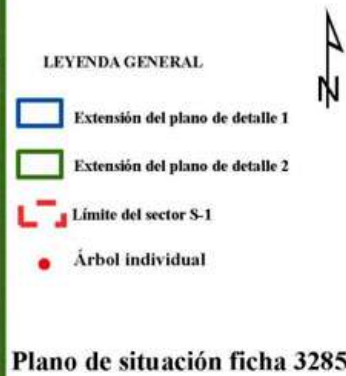 LEYENDA GENERAL
N
Extensión del plano de detalle 1
Extensión del plano de detalle 2
Límite del sector S-1
Árbol individual
Plano de situación ficha 3285